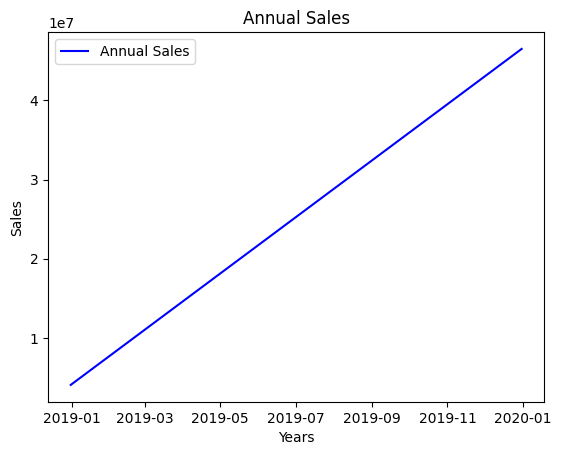 Annual Sales
1e7
Annual Sales
4
3
2
1
Sales
2019-01 2019-03 2019-05 2019-07 2019-09 2019-11 2020-01
Years